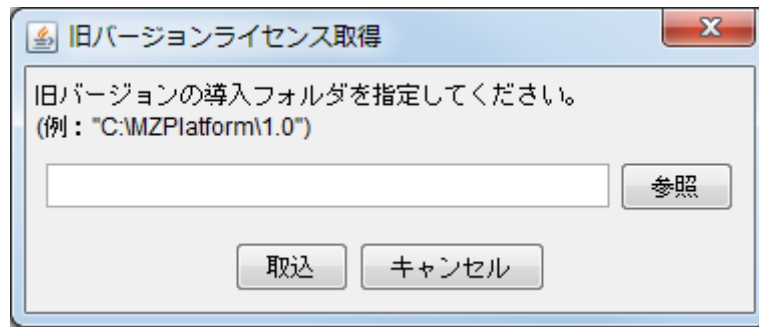 旧バージョンライセンス取得
旧バージョンの導入フォルダを指定してください。
(例："C:\MZPlatform\1.0")
参照
取込
キャンセル